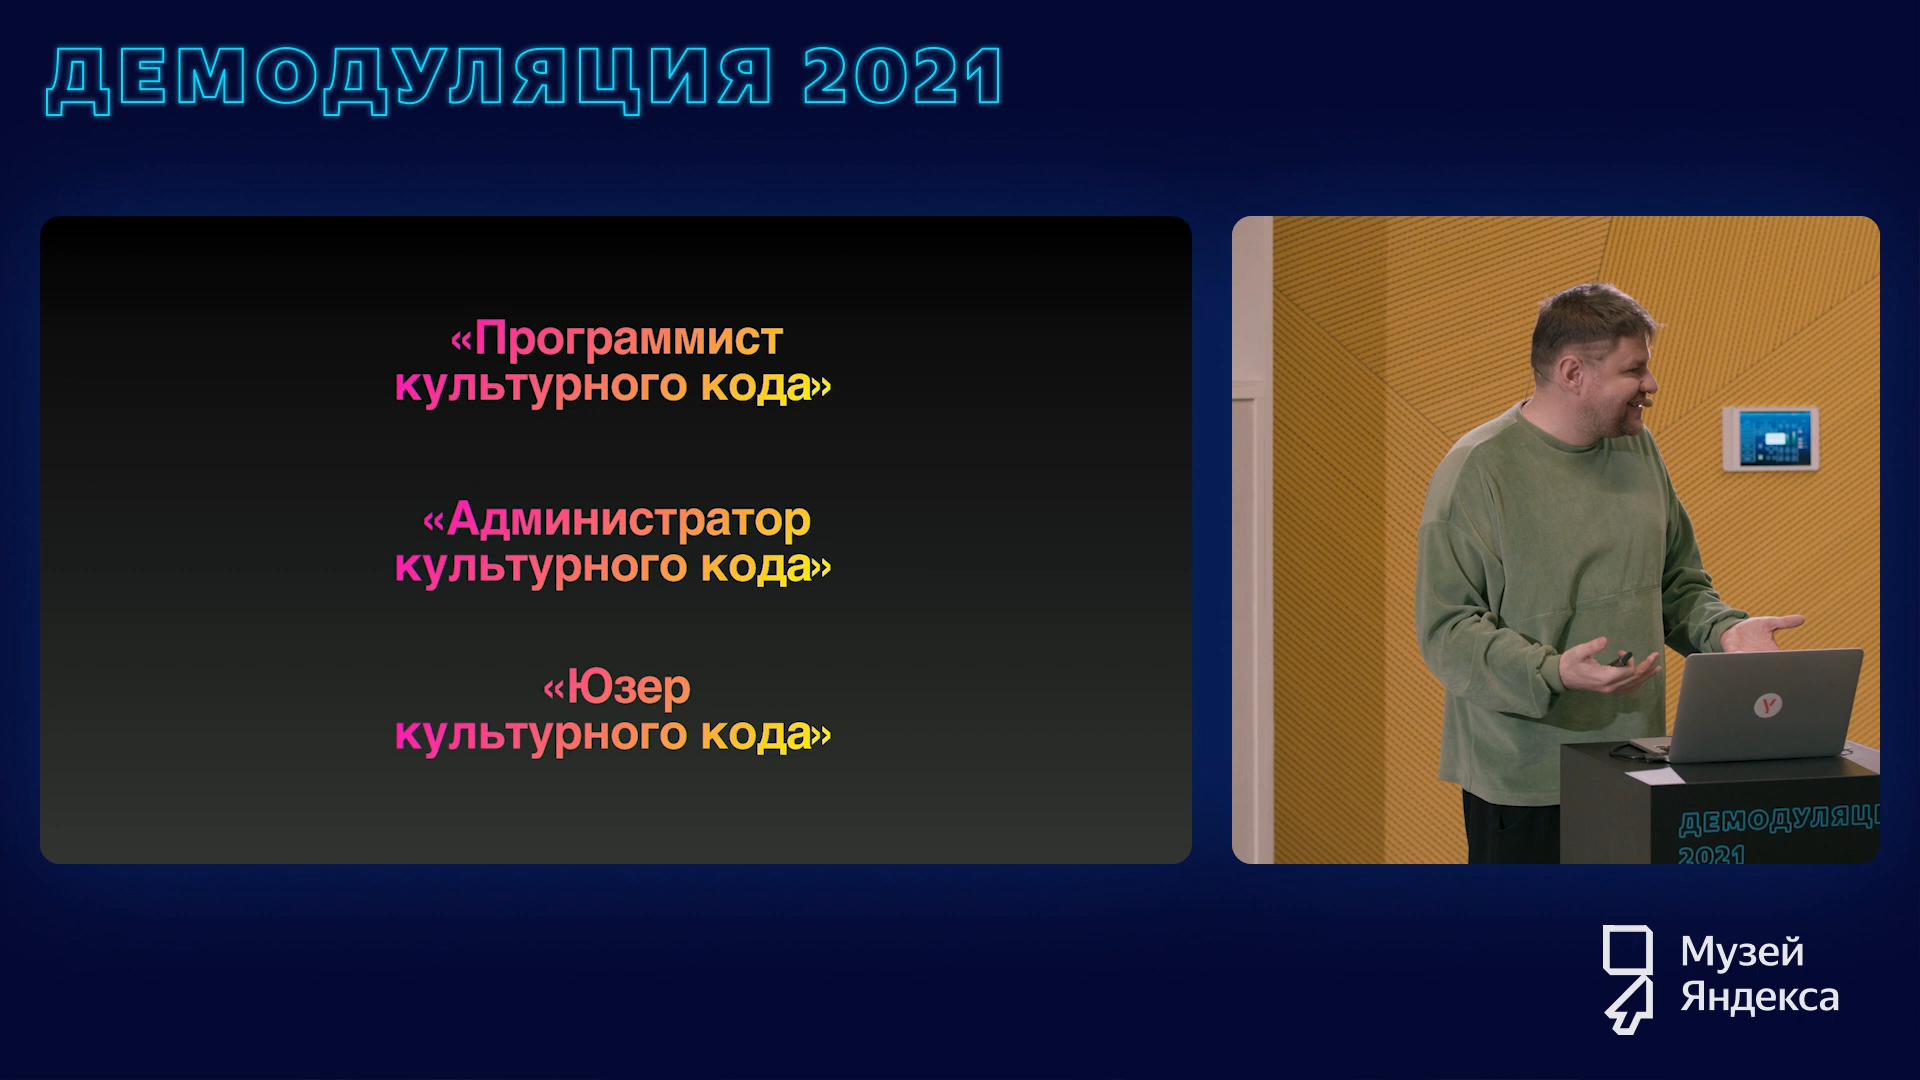 ДЕМОДУЛЯЦИЯ 2021
«Программист
культурного кода»
«Администратор
культурного кода»
«Юзер
культурного кода»
ДЕМОДУЛЯЦ
2021
Музей
Яндекса